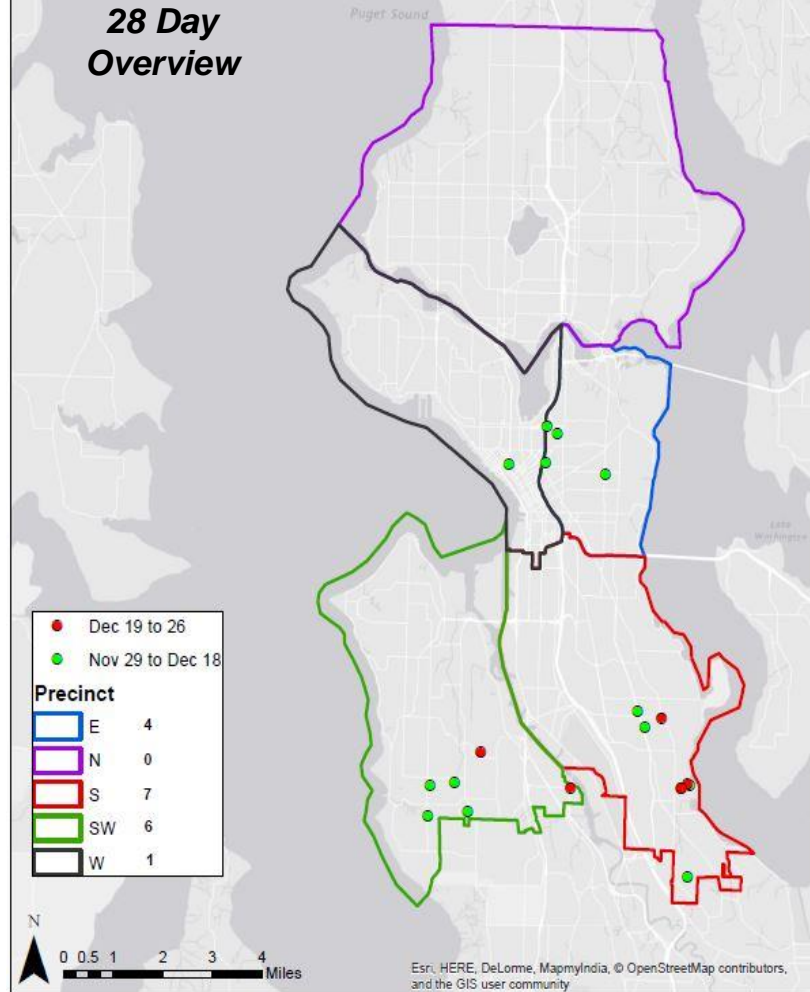 28 Day
Overview
Puget Sound
Lake
Washington
Dec 19 to 26
Nov 29 to Dec 18
Precinct
E 4
N 0
S 7
SW 6
W 1
N
0 0.5 1 2 3 4
Miles
Esri, HERE, DeLorme, MapmyIndia, © OpenStreetMap contributors,
and the GIS user community